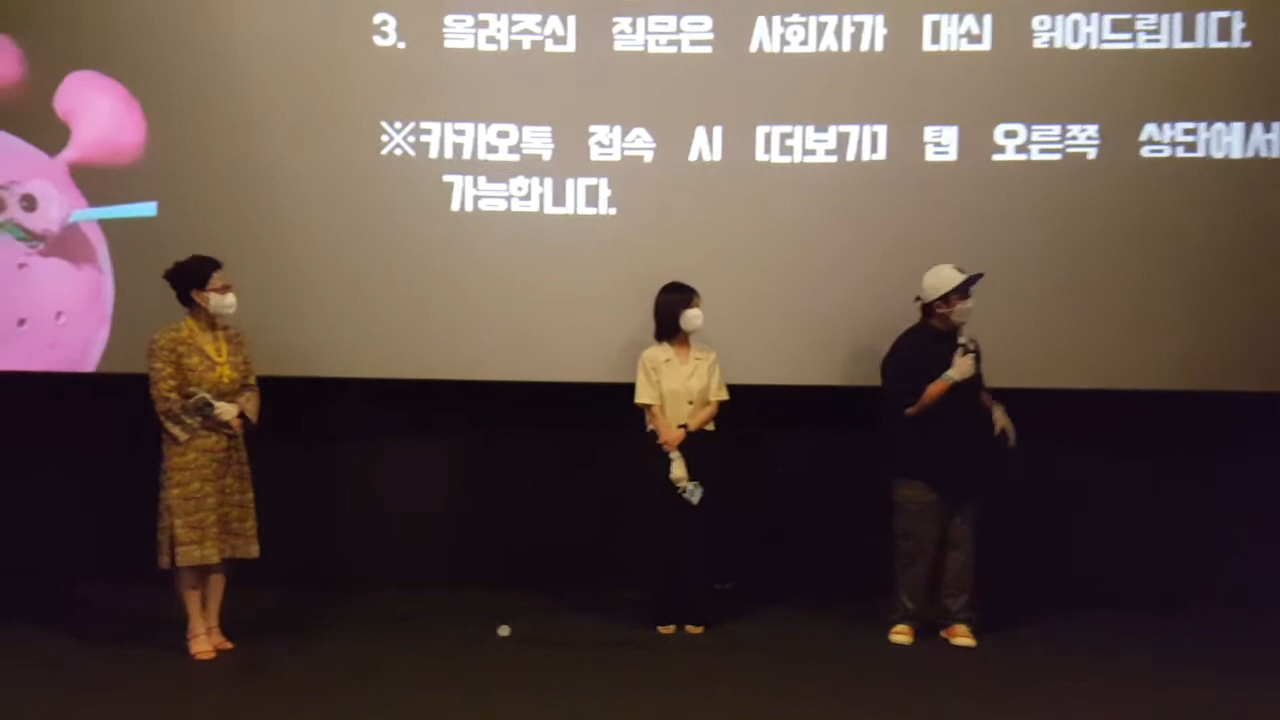 3. 올려주신 질문은 사회자가 대신 읽어드립니다.
※카카오톡 접속 시 [더보기] 탭 오른쪽 상단에서
가능합니다.